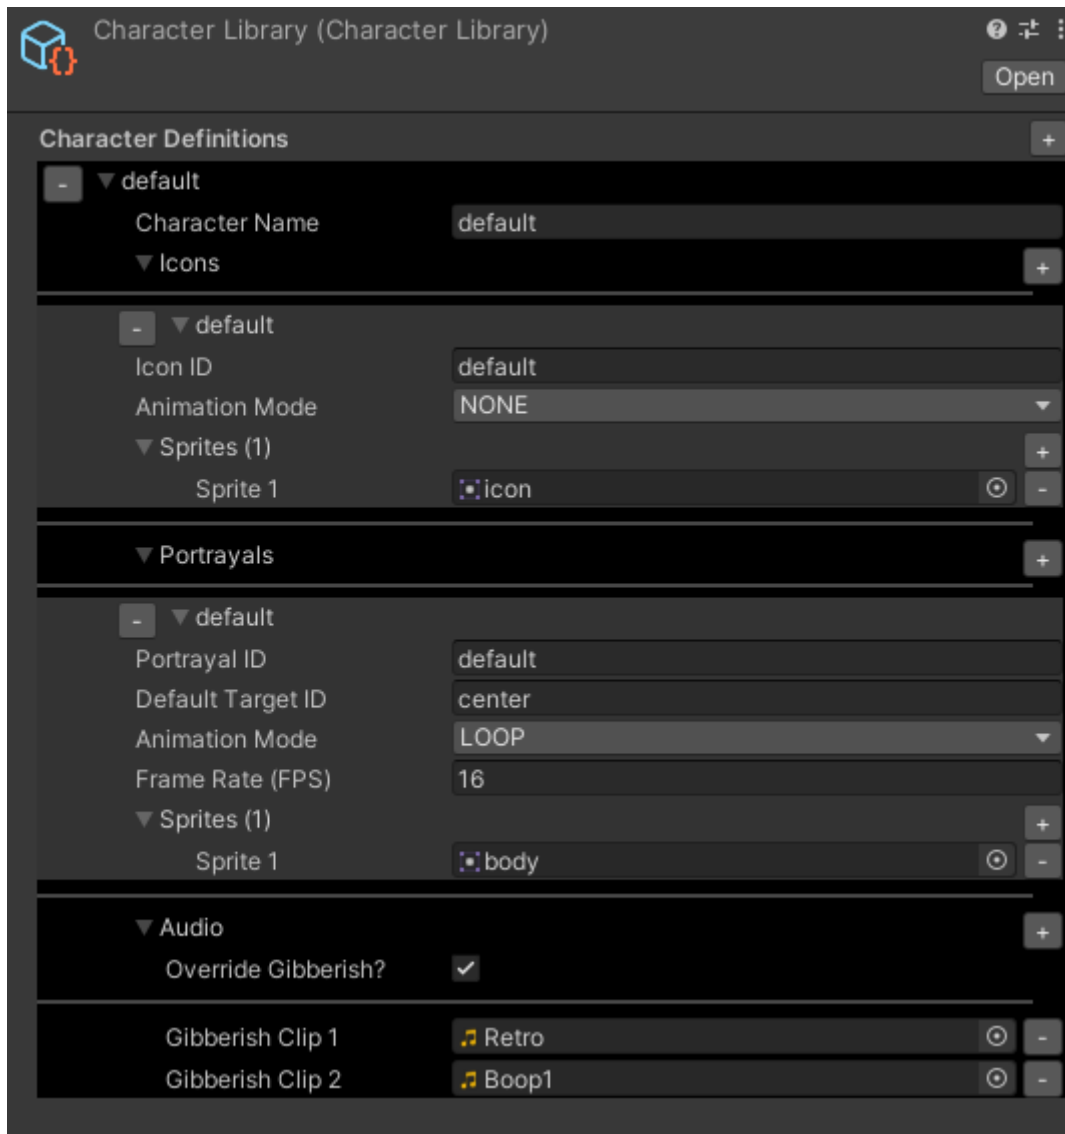 Character Library (Character Library)
Open
Character Definitions +
- default
Character Name default
Icons +
- default
Icon ID default
Animation Mode NONE
Sprites (1) +
Sprite 1 icon -
Portrayals +
- default
Portrayal ID default
Default Target ID center
Animation Mode LOOP
Frame Rate (FPS) 16
Sprites (1) +
Sprite 1 body -
Audio +
Override Gibberish?
Gibberish Clip 1 Retro -
Gibberish Clip 2 Boop1 -